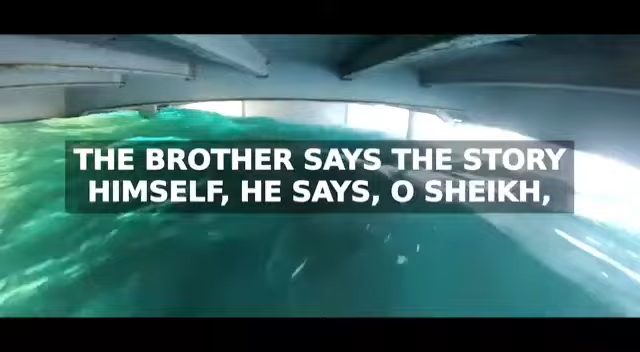 THE BROTHER SAYS THE STORY
HIMSELF, HE SAYS, O SHEIKH,